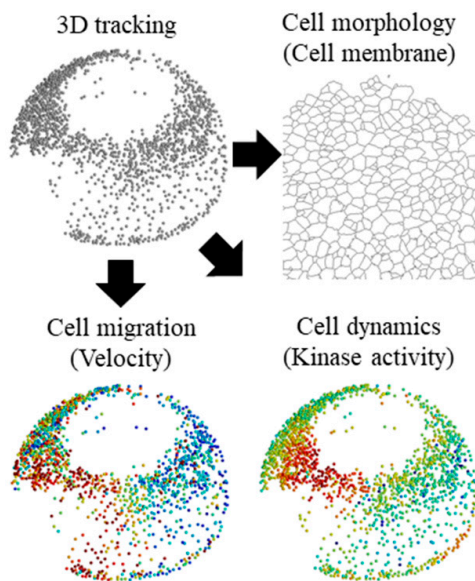 3D tracking
Cell morphology
(Cell membrane)
Cell migration
(Velocity)
Cell dynamics
(Kinase activity)